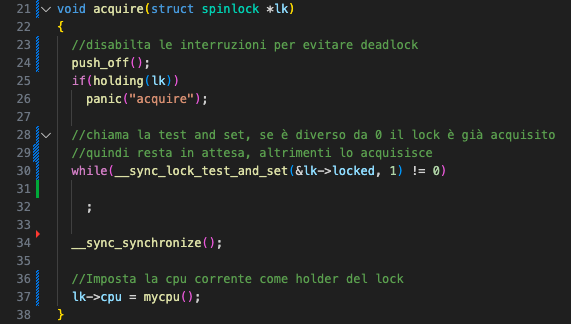 21 void acquire(struct spinlock *lk)
22 {
23 //disabilta le interruzioni per evitare deadlock
24 push_off();
25 if(holding(lk))
26 panic("acquire");
27
28 //chiama la test and set, se è diverso da 0 il lock è già acquisito
29 //quindi resta in attesa, altrimenti lo acquisisce
30 while(__sync_lock_test_and_set(&lk->locked, 1) != 0)
31
32 ;
33
34 __sync_synchronize();
35
36 //Imposta la cpu corrente come holder del lock
37 lk->cpu = mycpu();
38 }